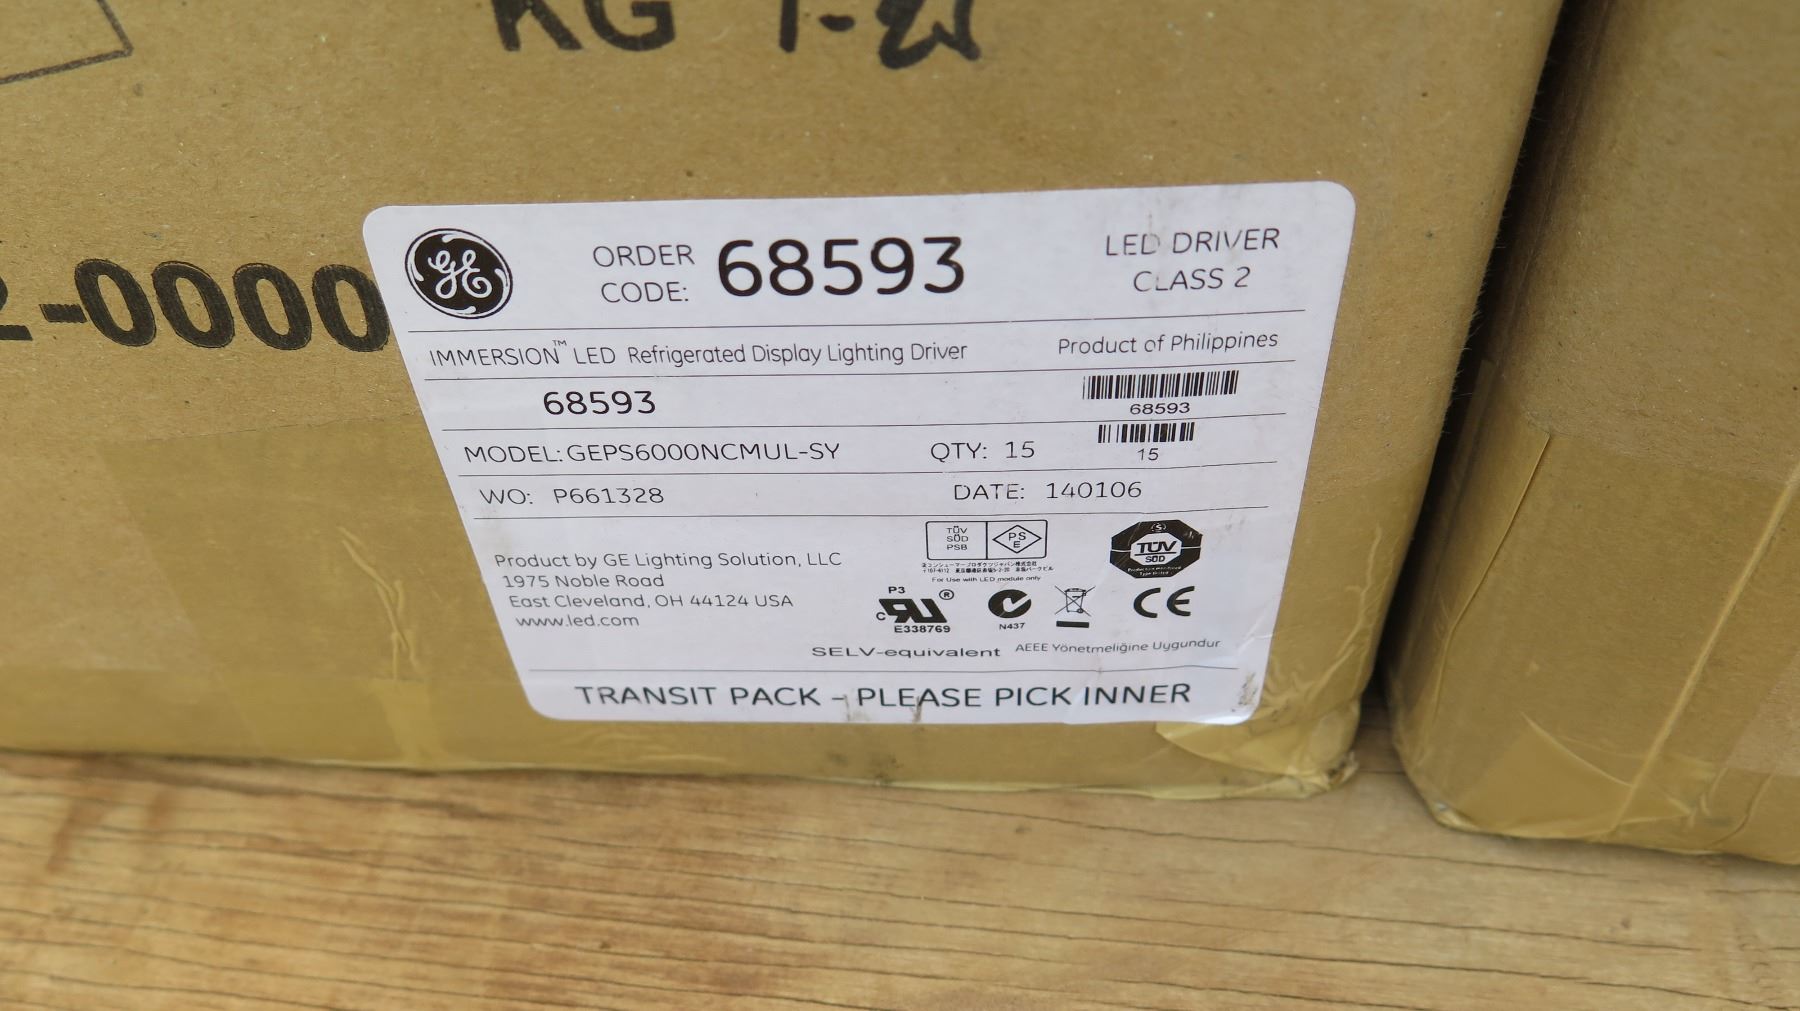 KG
-0000
GE
ORDER CODE: 68593
LED DRIVER
CLASS 2
IMMERSION™ LED Refrigerated Display Lighting Driver
Product of Philippines
68593
68593
MODEL: GEPS6000NCMUL-SY
QTY: 15
15
WO: P661328
DATE: 140106
Product by GE Lighting Solution, LLC
1975 Noble Road
East Cleveland, OH 44124 USA
www.led.com
TÜV
SÜD
PSB
PS
E
For Use with LED module only
TÜV
SÜD
P3
C RU ®
E338769
N437
CE
SELV-equivalent
AEEE Yönetmeliğine Uygundur
TRANSIT PACK - PLEASE PICK INNER